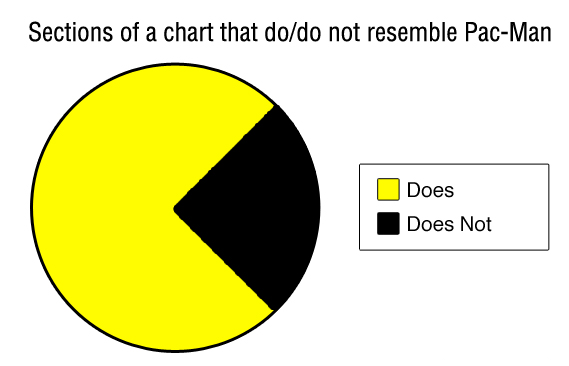 Sections of a chart that do/do not resemble Pac-Man
Does
Does Not